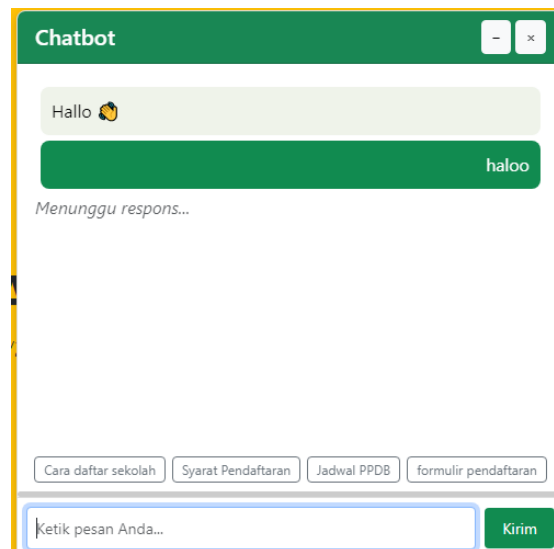 Chatbot
Hallo 👏
haloo
Menunggu respons...
Cara daftar sekolah
Syarat Pendaftaran
Jadwal PPDB
formulir pendaftaran
Ketik pesan Anda...
Kirim